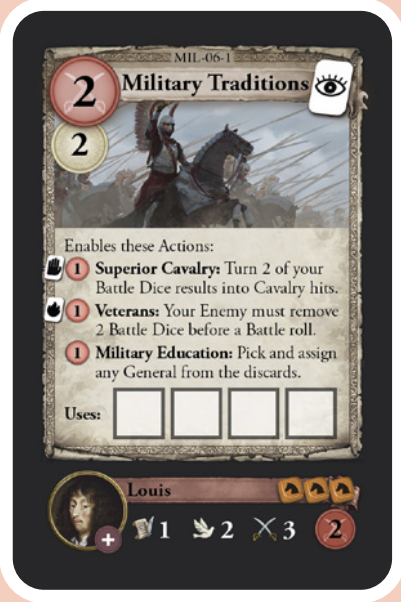 MIL-06-1
2 Military Traditions
2
Enables these Actions:
1 Superior Cavalry: Turn 2 of your
Battle Dice results into Cavalry hits.
1 Veterans: Your Enemy must remove
2 Battle Dice before a Battle roll.
1 Military Education: Pick and assign
any General from the discards.
Uses:
Louis
+ 1 2 3 2